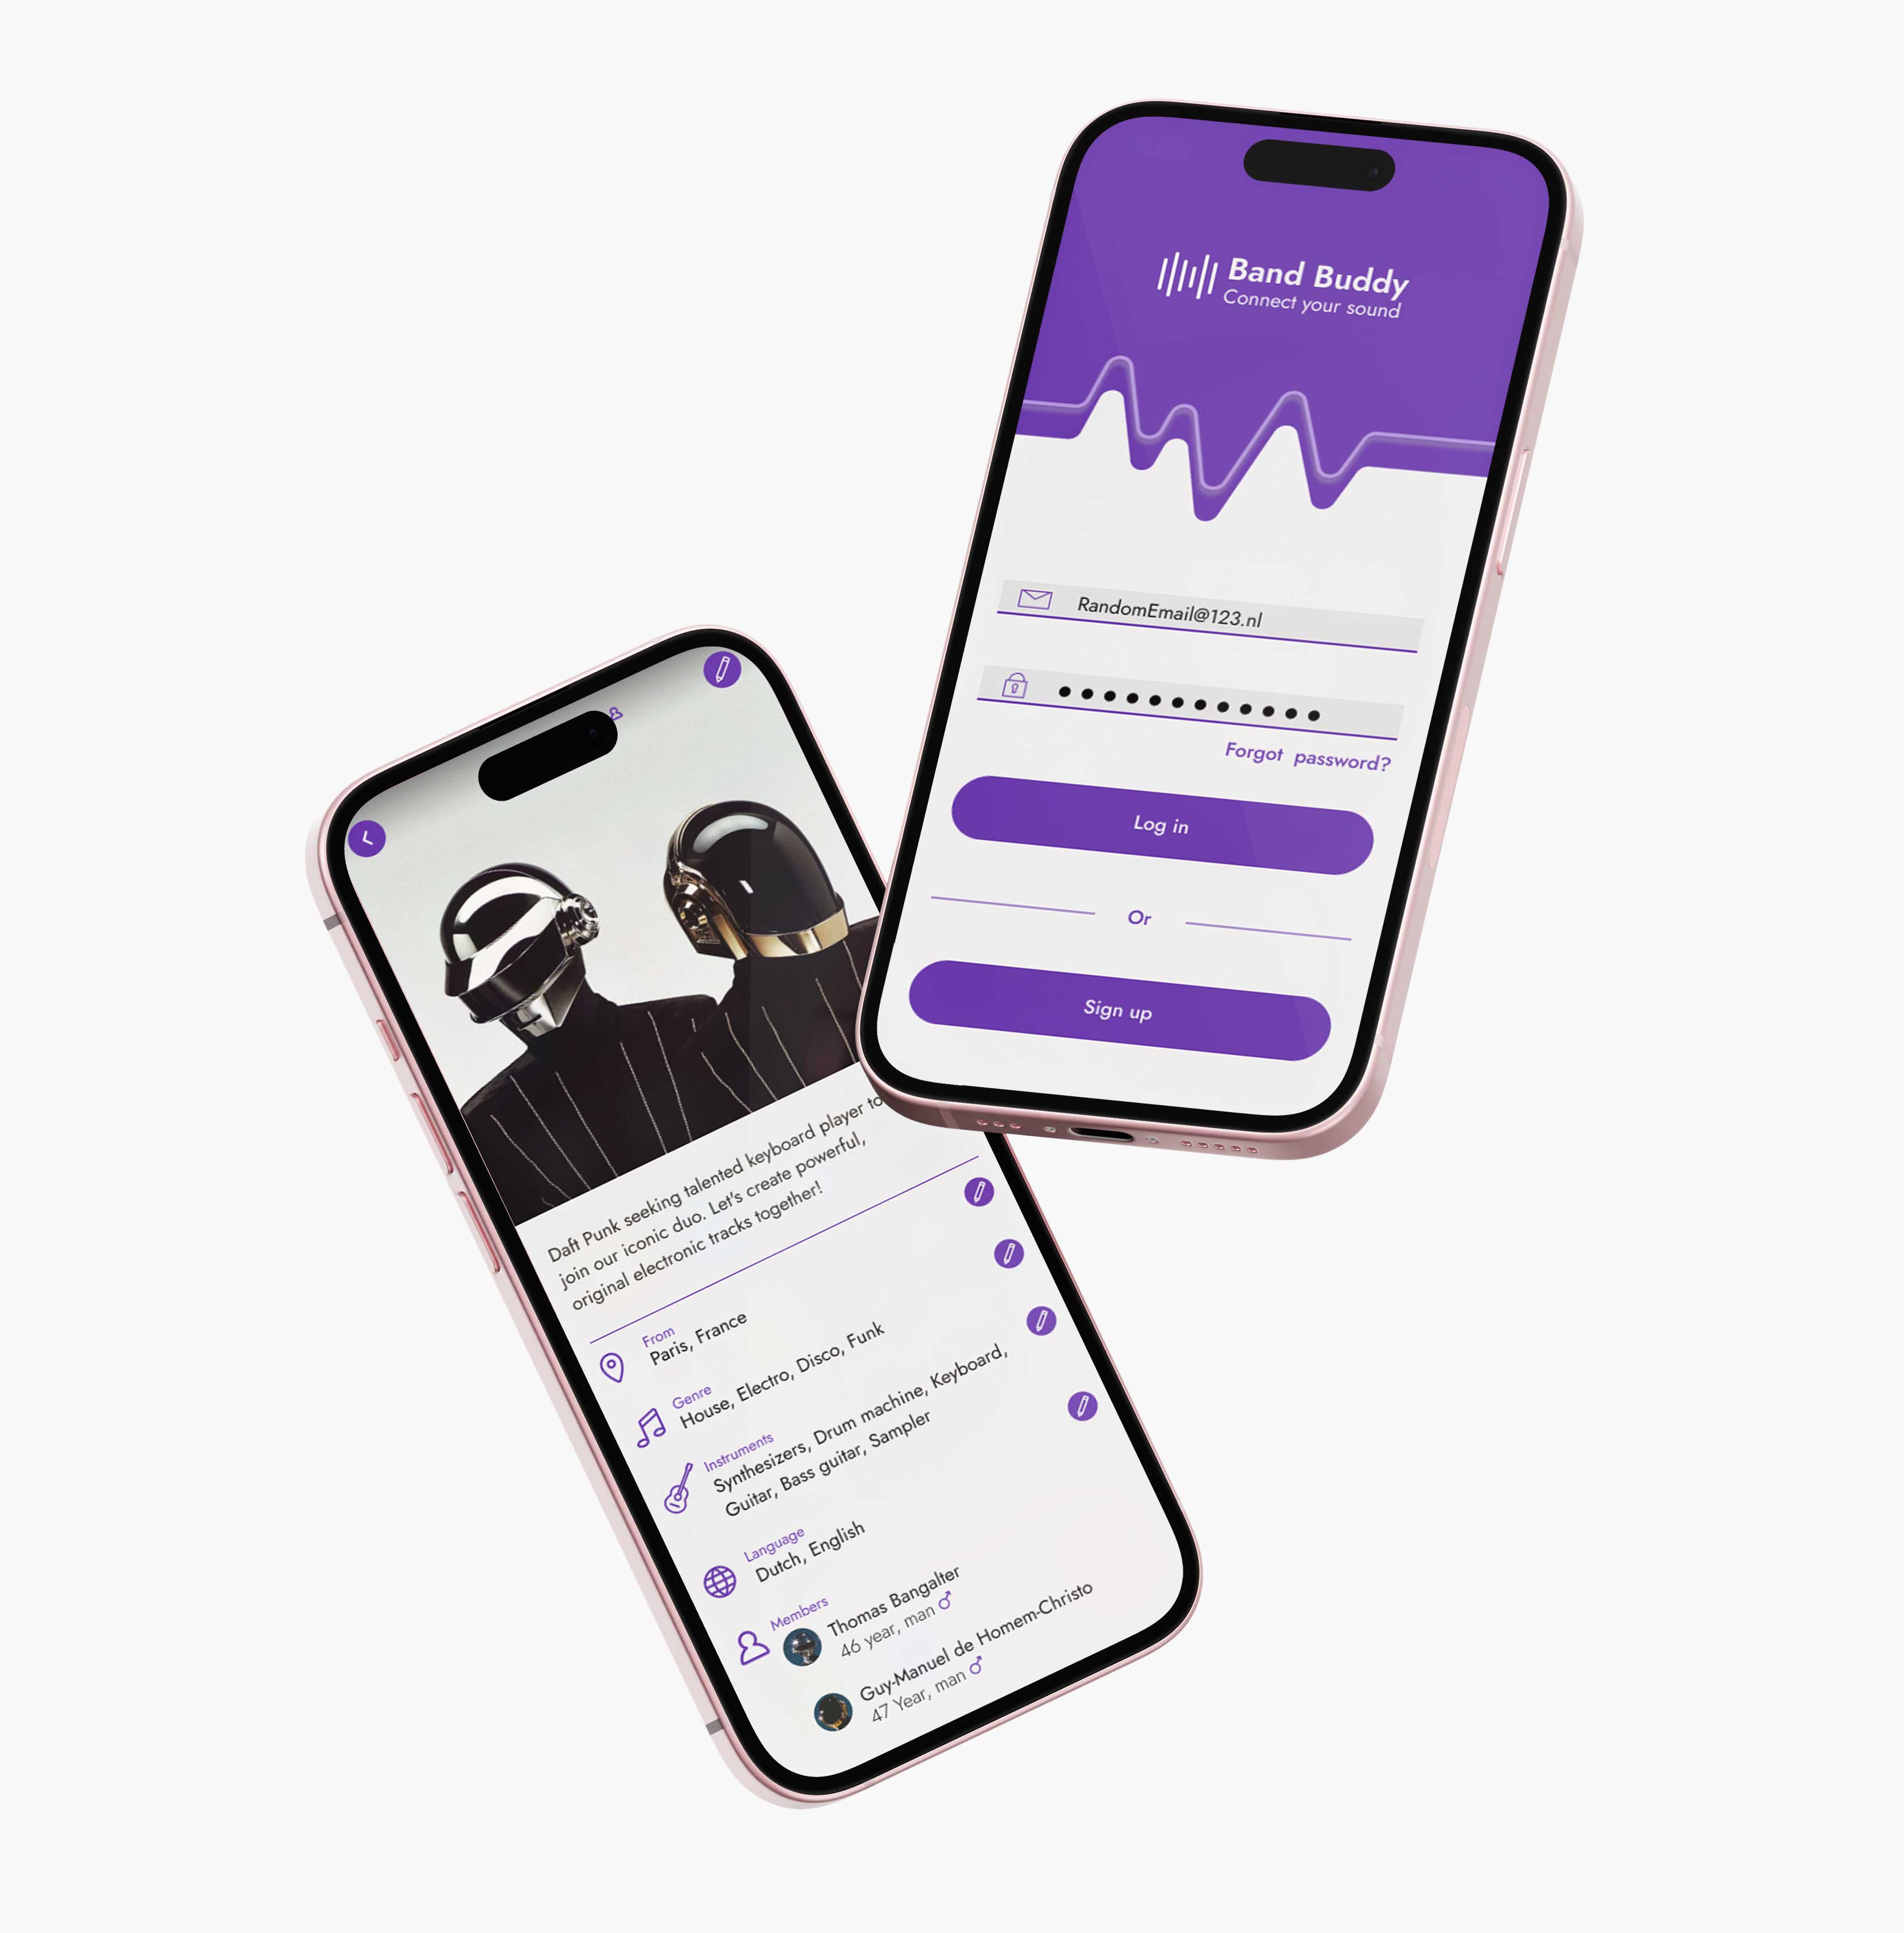 Band Buddy
Connect your sound
RandomEmail@123.nl
Forgot password?
Log in
Or
Sign up
Daft Punk seeking talented keyboard player to
join our iconic duo. Let's create powerful,
original electronic tracks together!
From
Paris, France
Genre
House, Electro, Disco, Funk
Instruments
Synthesizers, Drum machine, Keyboard,
Guitar, Bass guitar, Sampler
Language
Dutch, English
Members
Thomas Bangalter
46 year, man
Guy-Manuel de Homem-Christo
47 Year, man